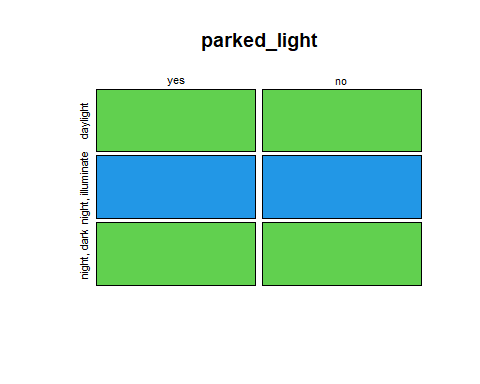 parked_light
yes no
daylight
night, illuminate
night, dark